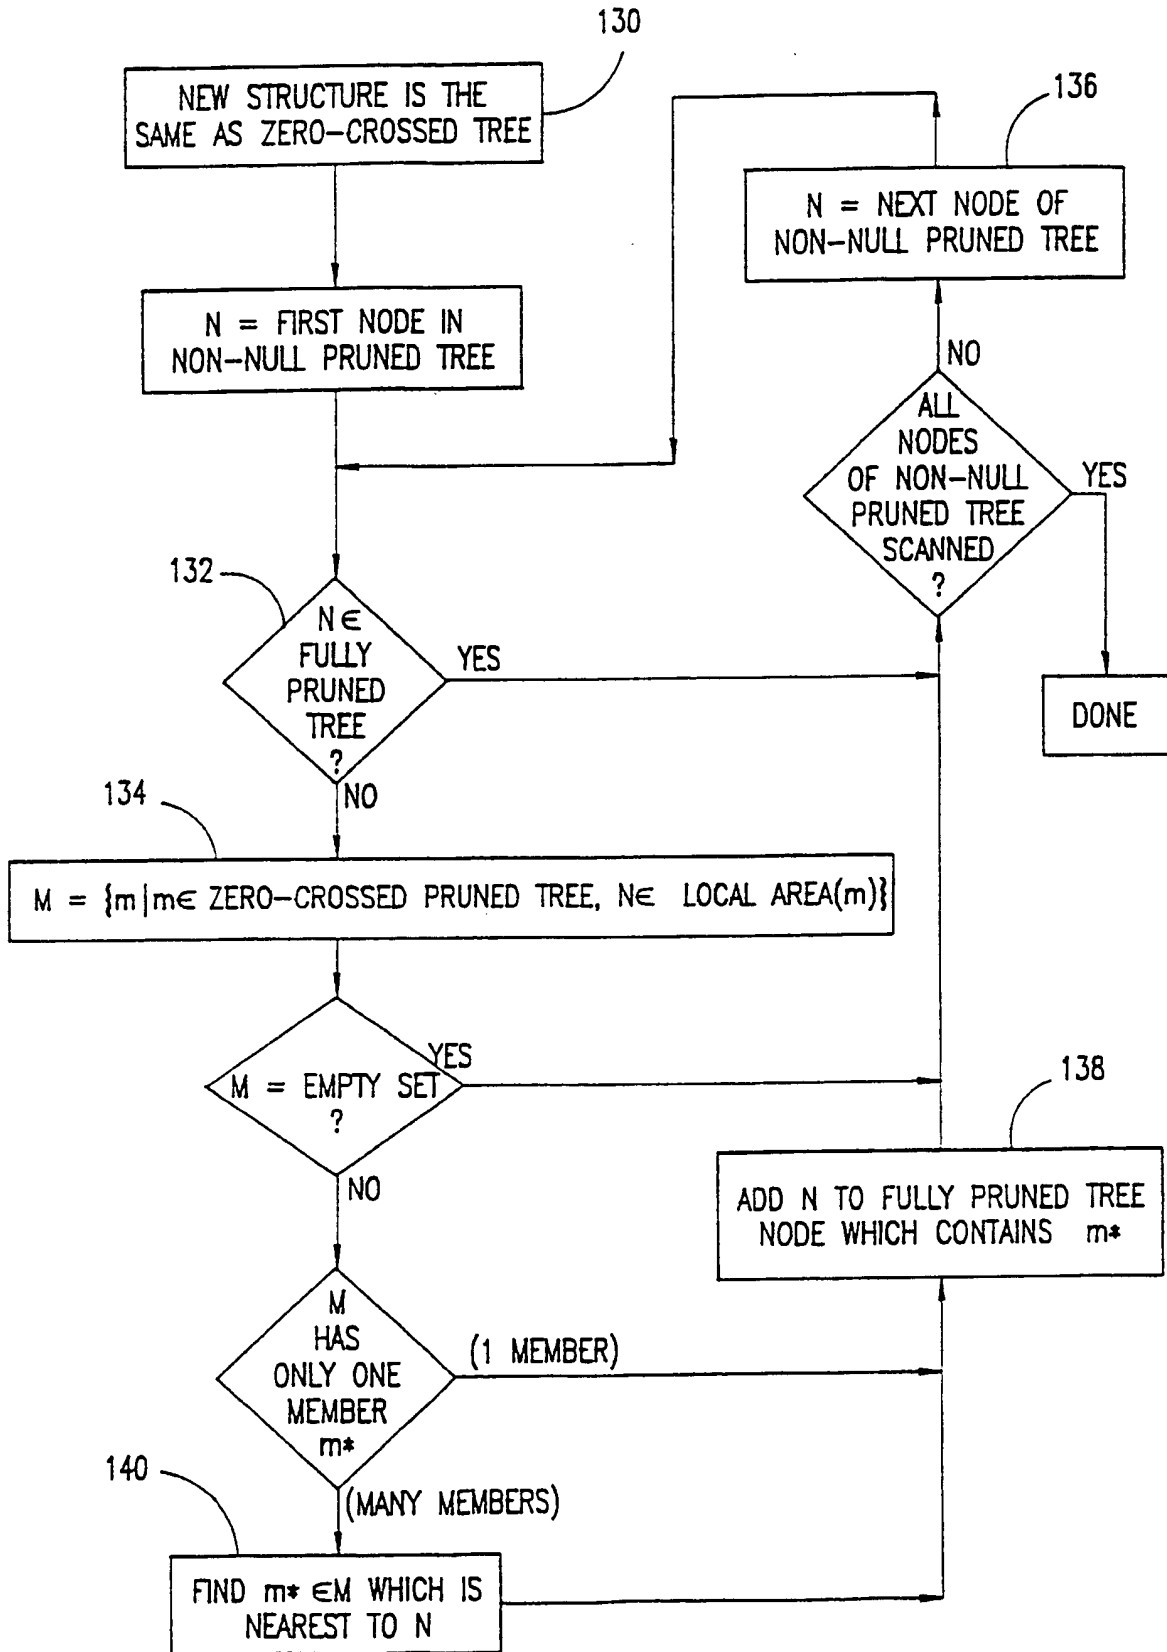 130
NEW STRUCTURE IS THE
SAME AS ZERO-CROSSED TREE
136
N = NEXT NODE OF
NON-NULL PRUNED TREE
N = FIRST NODE IN
NON-NULL PRUNED TREE
NO
ALL
NODES
OF NON-NULL
PRUNED TREE
SCANNED
?
YES
DONE
132
N∈
FULLY
PRUNED
TREE
?
YES
NO
134
M = {m|m∈ ZERO-CROSSED PRUNED TREE, N∈ LOCAL AREA(m)}
M = EMPTY SET
?
YES
NO
138
ADD N TO FULLY PRUNED TREE
NODE WHICH CONTAINS m*
M
HAS
ONLY ONE
MEMBER
m*
(1 MEMBER)
(MANY MEMBERS)
140
FIND m* ∈M WHICH IS
NEAREST TO N